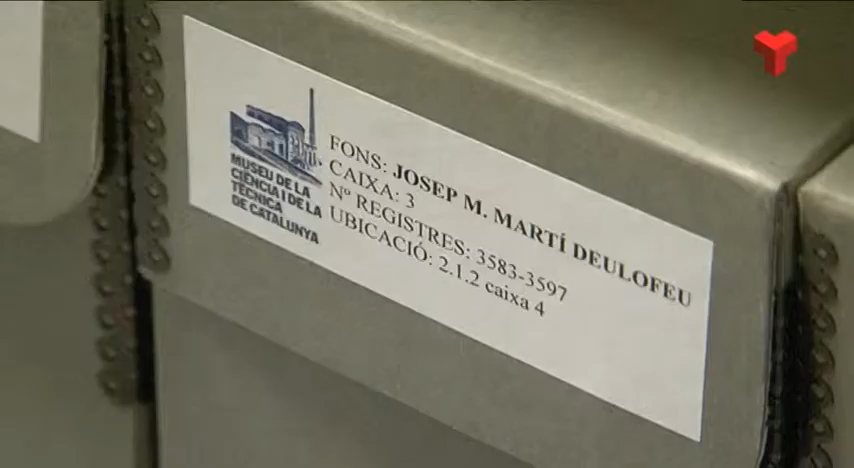 MUSEU DE LA
CIÈNCIA I DE LA
TÈCNICA
DE CATALUNYA
FONS: JOSEP M. MARTÍ DEULOFEU
CAIXA: 3
Nº REGISTRES: 3583-3597
UBICACIÓ: 2.1.2 caixa 4